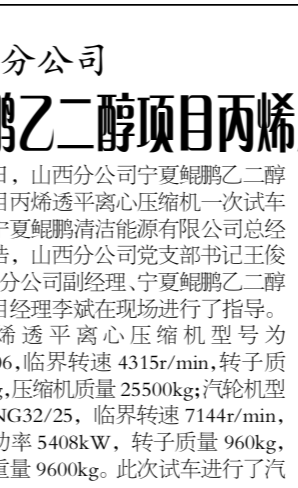 分公司
鹏乙二醇项目丙烯
日，山西分公司宁夏鲲鹏乙二醇
目丙烯透平离心压缩机一次试车
宁夏鲲鹏清洁能源有限公司总经
浩，山西分公司党支部书记王俊
分公司副经理、宁夏鲲鹏乙二醇
目经理李斌在现场进行了指导。
烯透平离心压缩机型号为
06,临界转速 4315r/min,转子质
g,压缩机质量 25500kg;汽轮机型
NG32/25，临界转速 7144r/min，
功率 5408kW，转子质量 960kg，
重量 9600kg。此次试车进行了汽